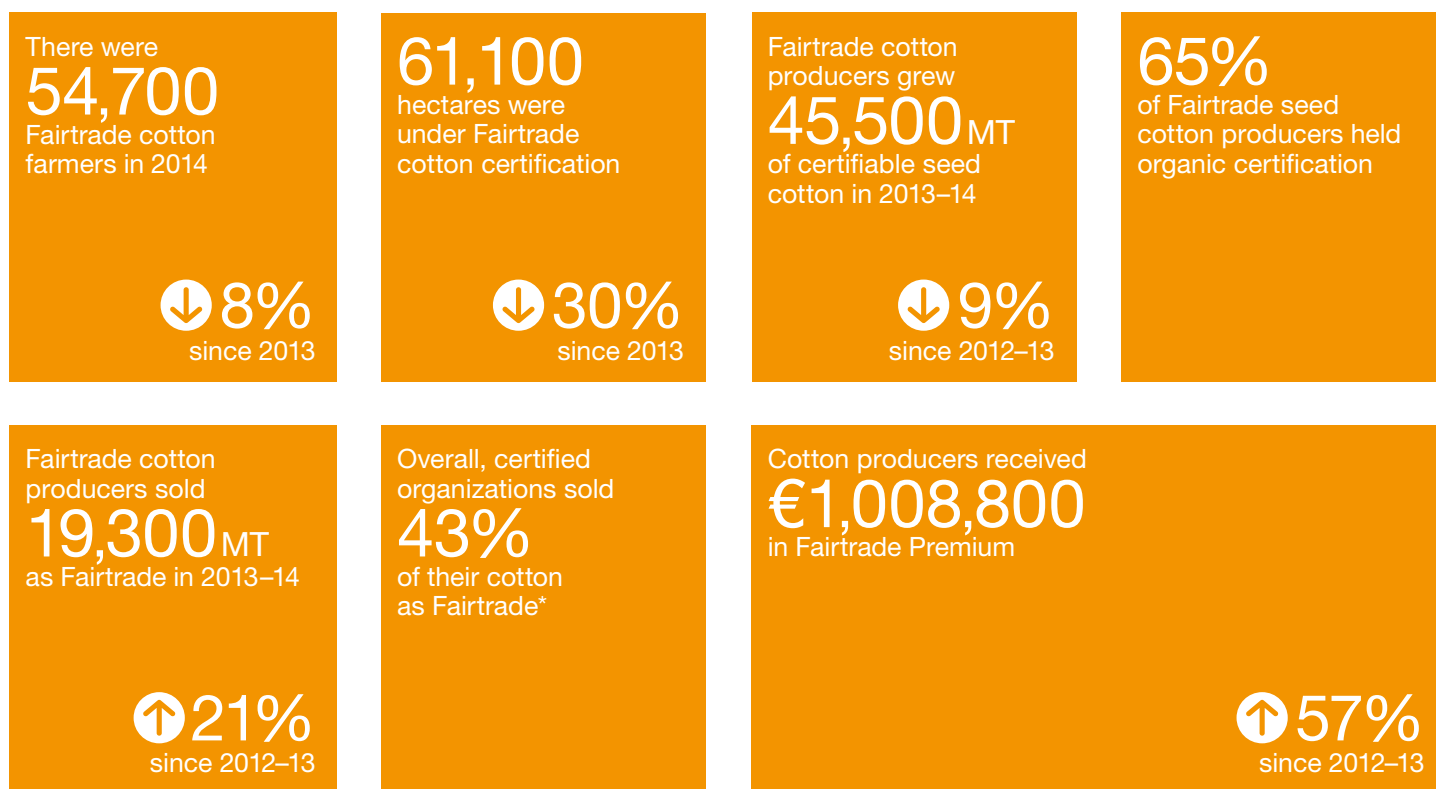 There were
54,700
Fairtrade cotton
farmers in 2014
8%
since 2013
61,100
hectares were
under Fairtrade
cotton certification
30%
since 2013
Fairtrade cotton
producers grew
45,500 MT
of certifiable seed
cotton in 2013–14
9%
since 2012–13
65%
of Fairtrade seed
cotton producers held
organic certification
Fairtrade cotton
producers sold
19,300 MT
as Fairtrade in 2013–14
21%
since 2012–13
Overall, certified
organizations sold
43%
of their cotton
as Fairtrade*
Cotton producers received
€1,008,800
in Fairtrade Premium
57%
since 2012–13